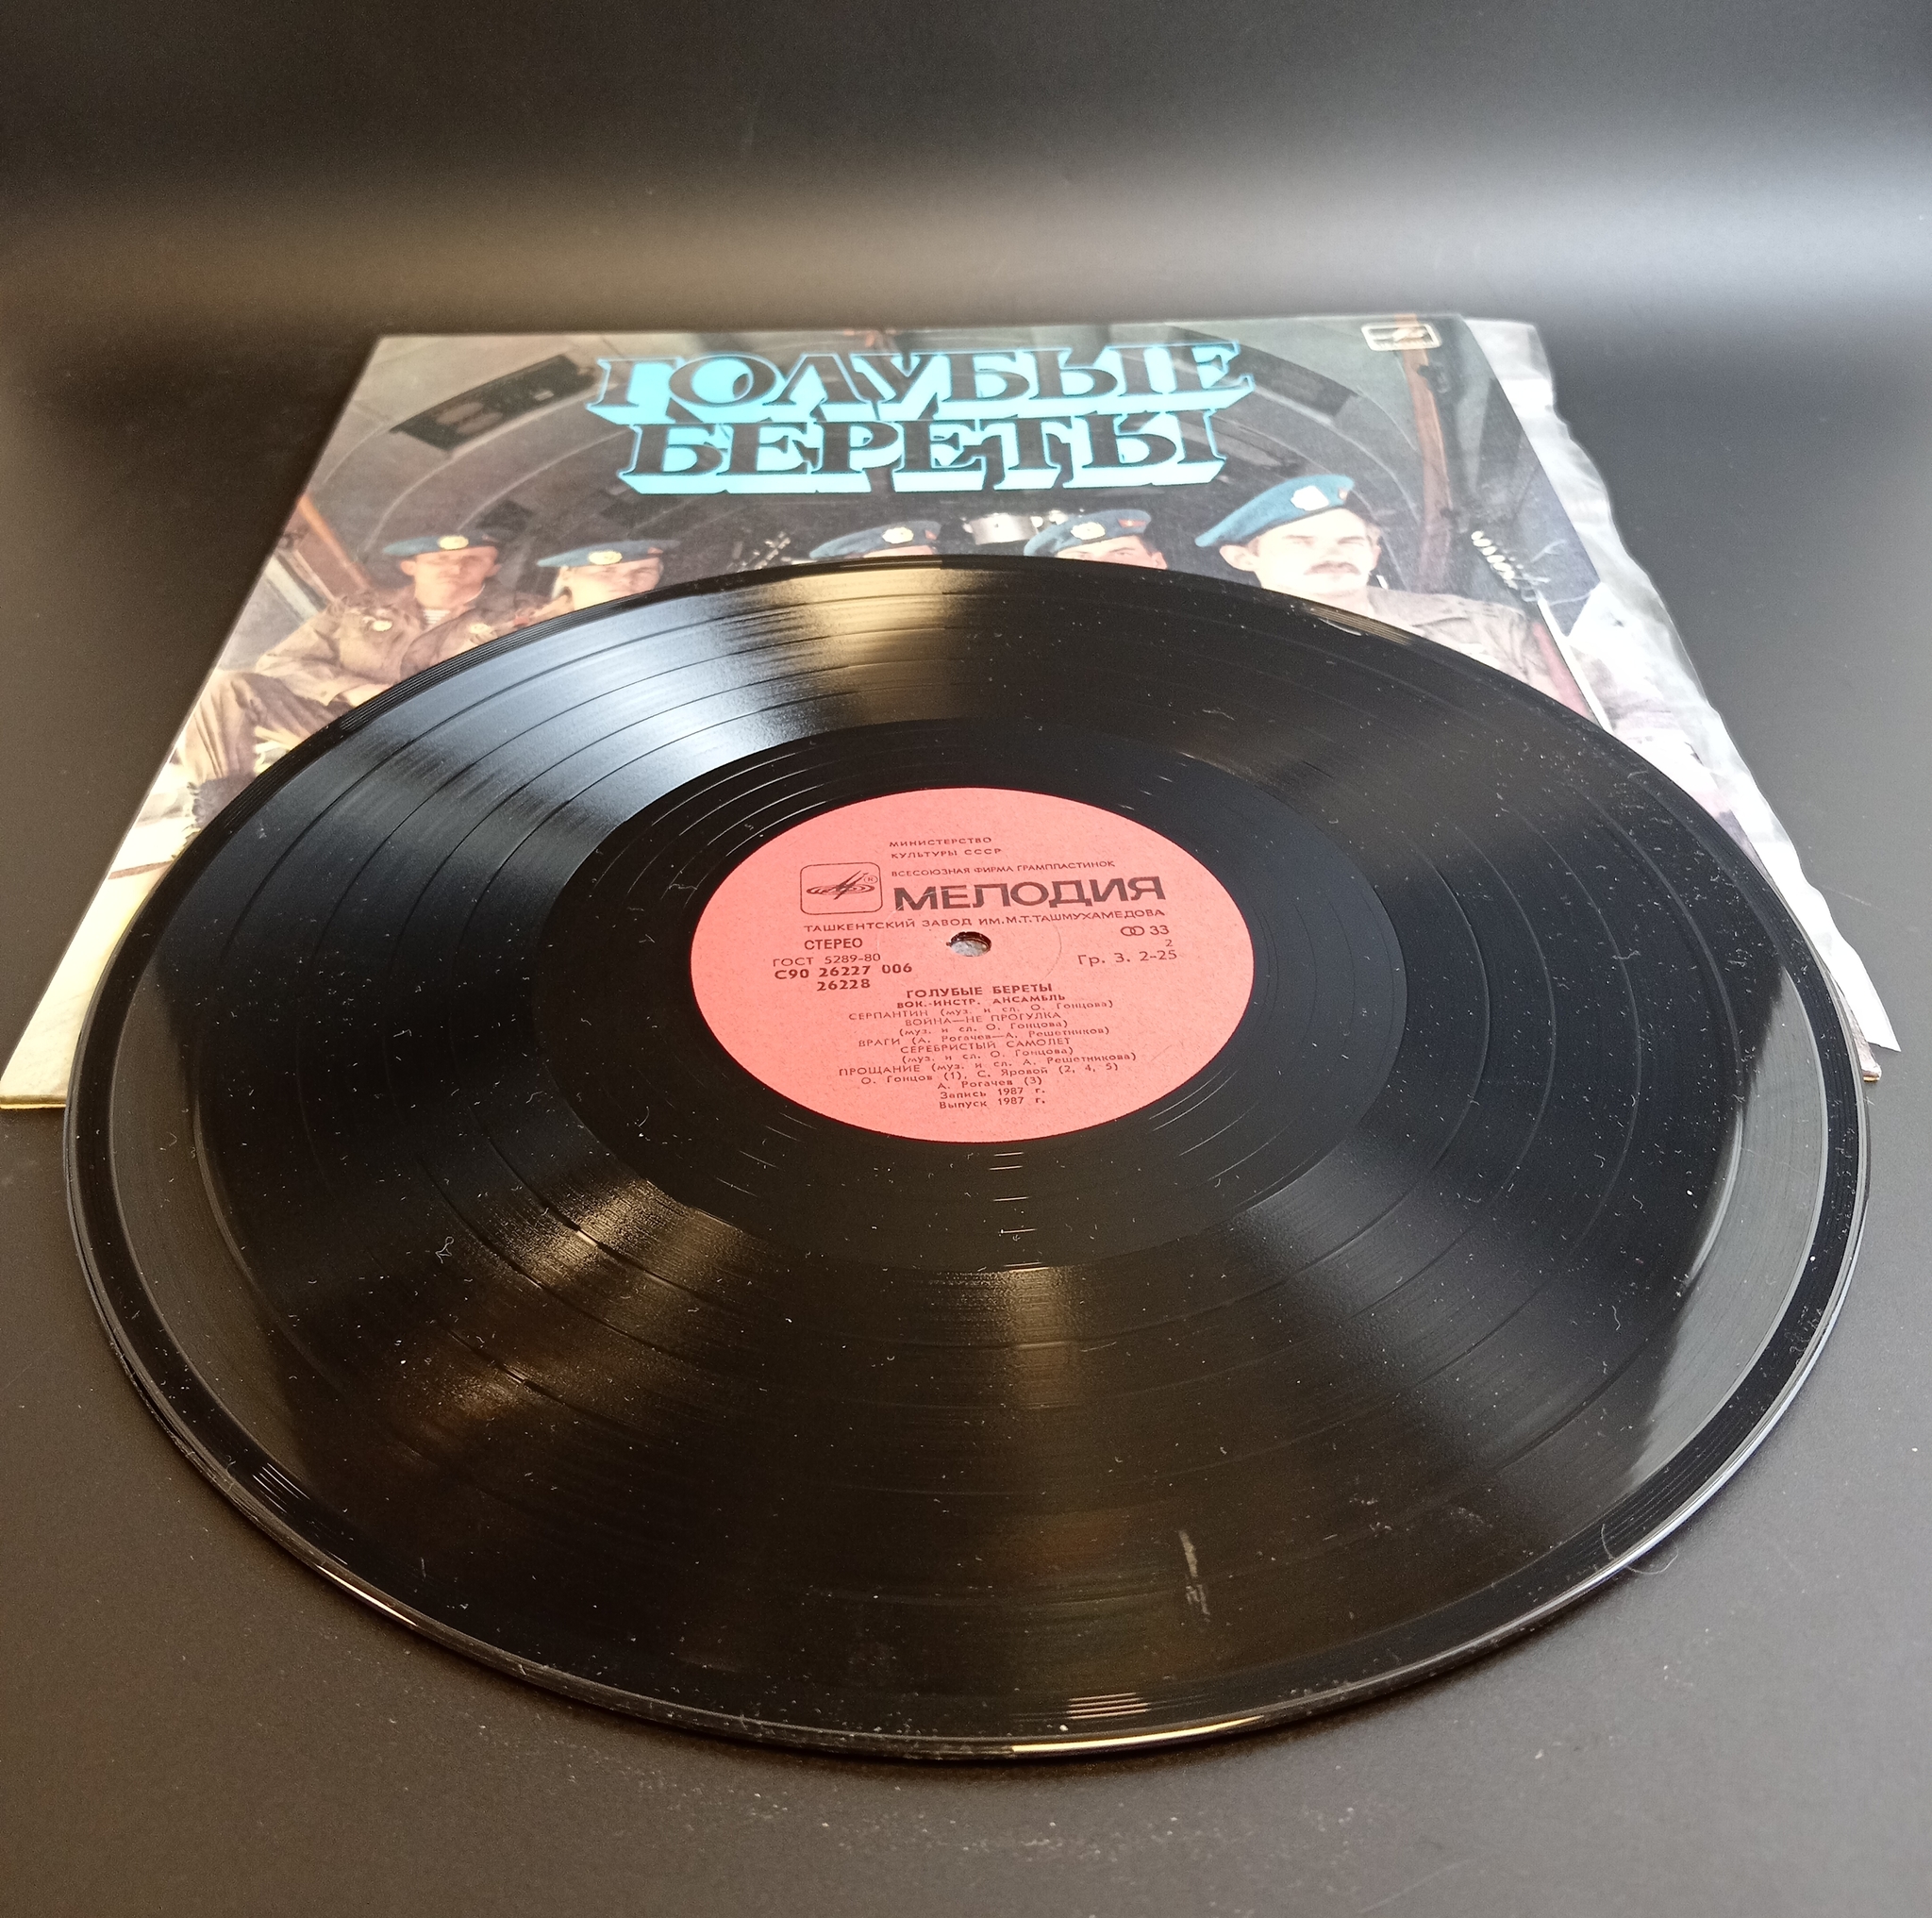 ГОЛУБЫЕ
БЕРЕТЫ
МИНИСТЕРСТВО
КУЛЬТУРЫ СССР
ВСЕСОЮЗНАЯ ФИРМА ГРАМПЛАСТИНОК
МЕЛОДИЯ
ТАШКЕНТСКИЙ ЗАВОД ИМ.М.Т.ТАШМУХАМЕДОВА
СТЕРЕО 33
ГОСТ 5289-80 2
С90 26227 006 Гр. 3. 2-25
26228
ГОЛУБЫЕ БЕРЕТЫ
ВОК.-ИНСТР. АНСАМБЛЬ
СЕРПАНТИН (муз. и сл. О. Гонцова)
ВОЙНА—НЕ ПРОГУЛКА
(муз. и сл. О. Гонцова)
ВРАГИ (А. Рогачев—А. Решетников)
СЕРЕБРИСТЫЙ САМОЛЕТ
(муз. и сл. О. Гонцова)
ПРОЩАНИЕ (муз. и сл. А. Решетникова)
О. Гонцов (1), С. Яровой (2, 4, 5)
А. Рогачев (3)
Запись 1987 г.
Выпуск 1987 г.